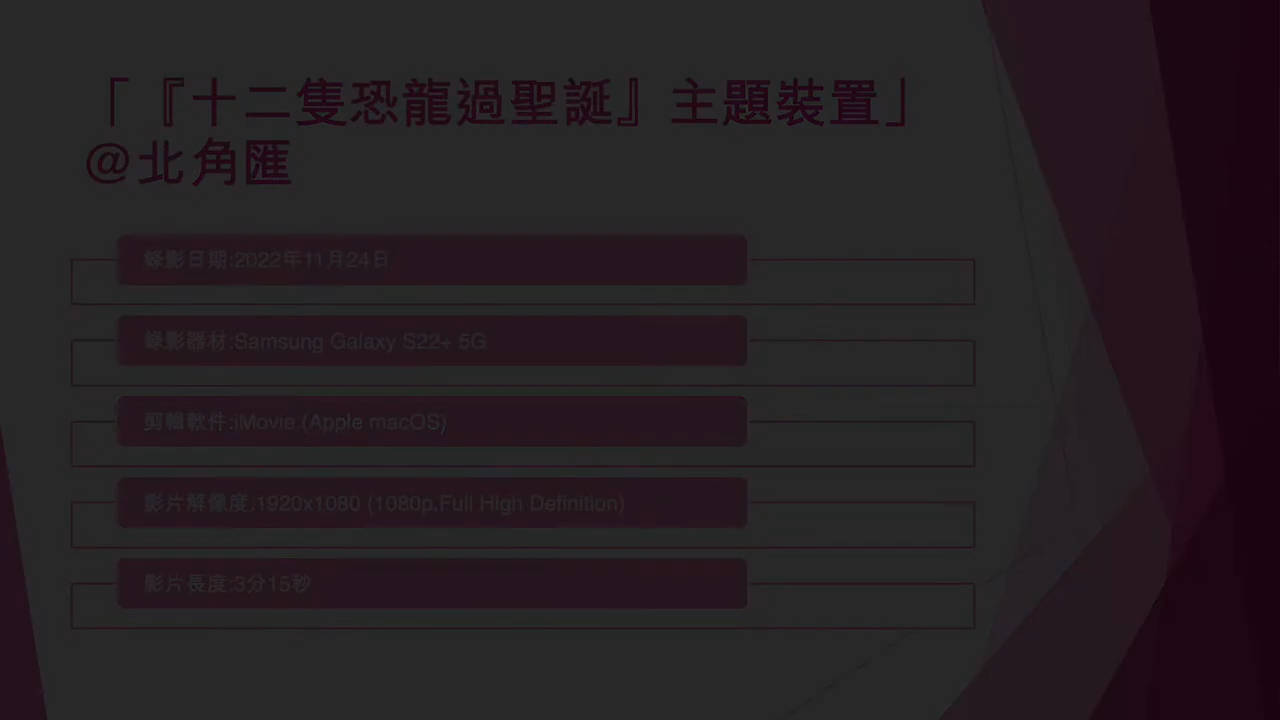 「『十二隻恐龍過聖誕』主題裝置」
@北角匯
錄影日期:2022年11月24日
錄影器材:Samsung Galaxy S22+ 5G
剪輯軟件:iMovie (Apple macOS)
影片解像度:1920x1080 (1080p,Full High Definition)
影片長度:3分15秒